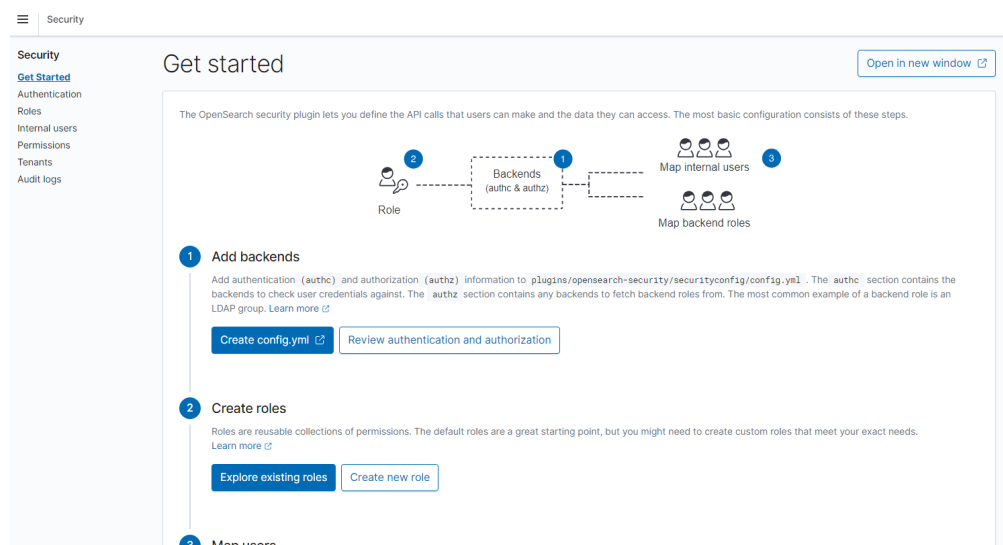 Security
Security
Get Started
Authentication
Roles
Internal users
Permissions
Tenants
Audit logs
Get started
Open in new window
The OpenSearch security plugin lets you define the API calls that users can make and the data they can access. The most basic configuration consists of these steps.
2
Role
1
Backends
(authc & authz)
3
Map internal users
Map backend roles
1 Add backends
Add authentication (authc) and authorization (authz) information to plugins/opensearch-security/securityconfig/config.yml . The authc section contains the
backends to check user credentials against. The authz section contains any backends to fetch backend roles from. The most common example of a backend role is an
LDAP group. Learn more
Create config.yml Review authentication and authorization
2 Create roles
Roles are reusable collections of permissions. The default roles are a great starting point, but you might need to create custom roles that meet your exact needs.
Learn more
Explore existing roles Create new role
3 Map users